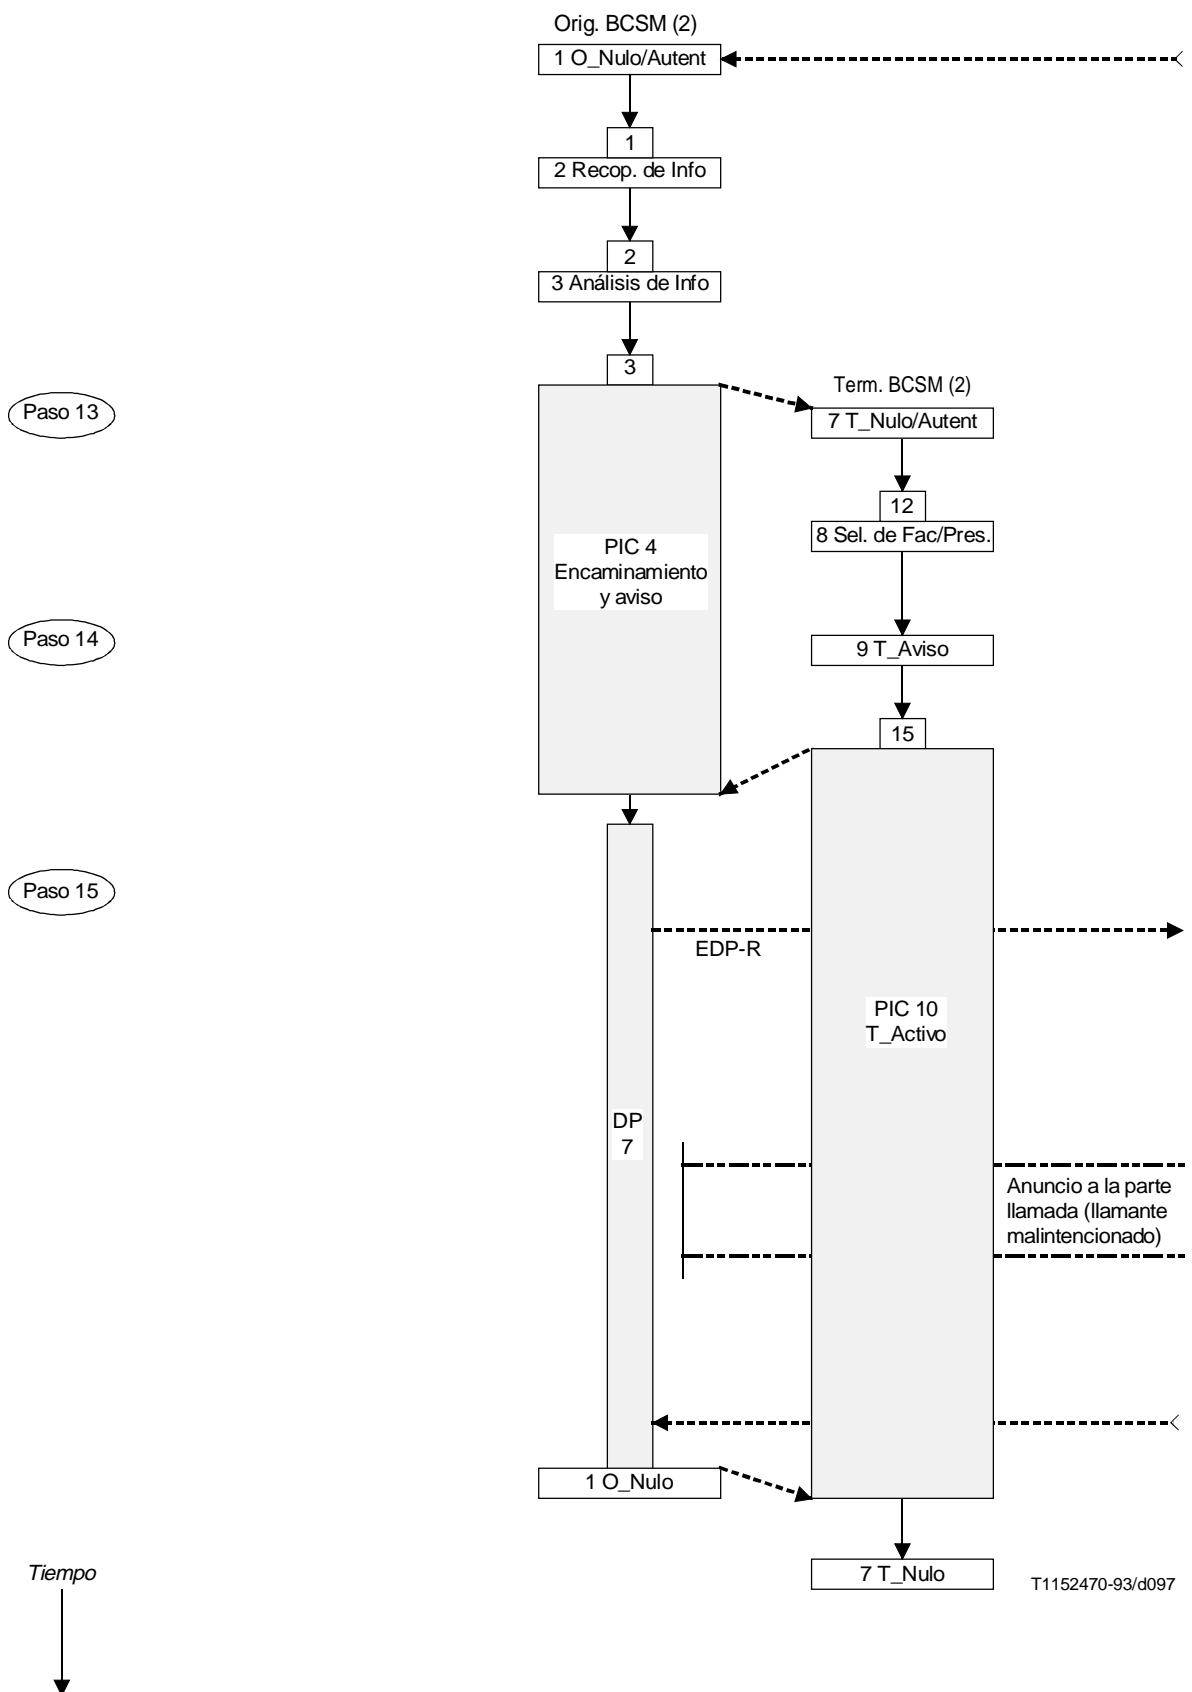 Orig. BCSM (2)
1 O_Nulo/Autent
1
2 Recop. de Info
2
3 Análisis de Info
3
Term. BCSM (2)
Paso 13
7 T_Nulo/Autent
12
8 Sel. de Fac/Pres.
PIC 4
Encaminamiento
y aviso
Paso 14
9 T_Aviso
15
Paso 15
EDP-R
PIC 10
T_Activo
DP
7
Anuncio a la parte
llamada (llamante
malintencionado)
1 O_Nulo
7 T_Nulo
Tiempo
T1152470-93/d097